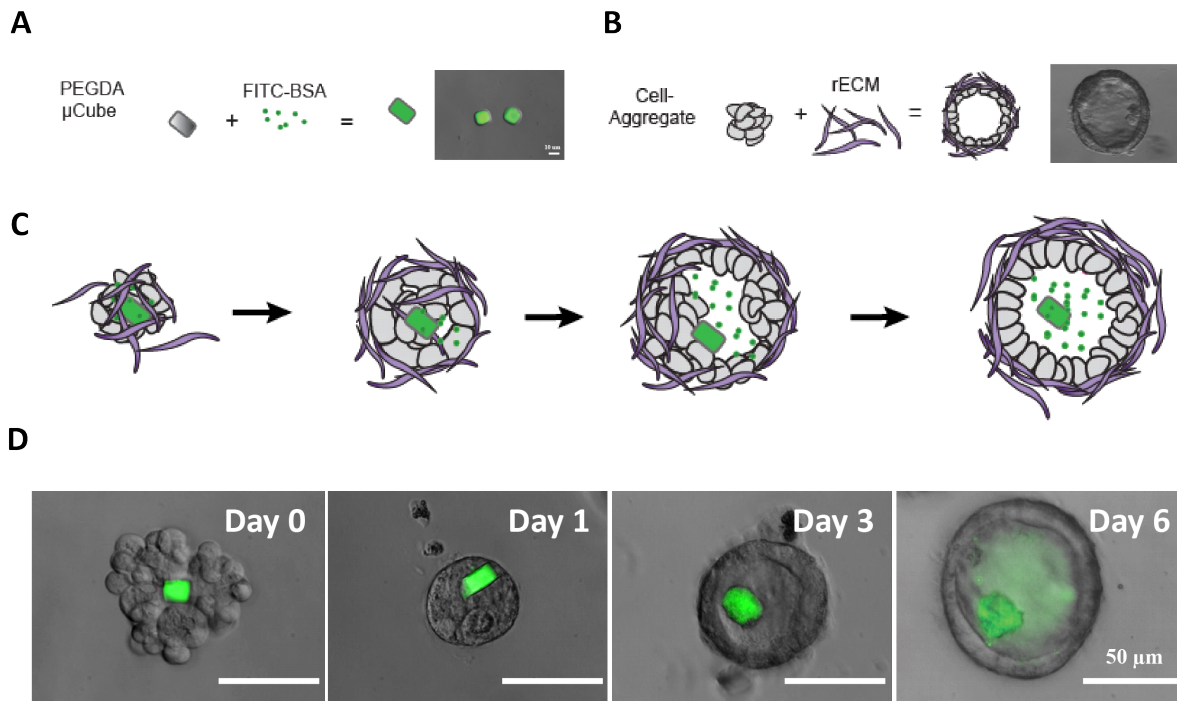 A
B
PEGDA
µCube
+
FITC-BSA
=
Cell-
Aggregate
+
rECM
=
C
D
Day 0
Day 1
Day 3
Day 6
50 µm